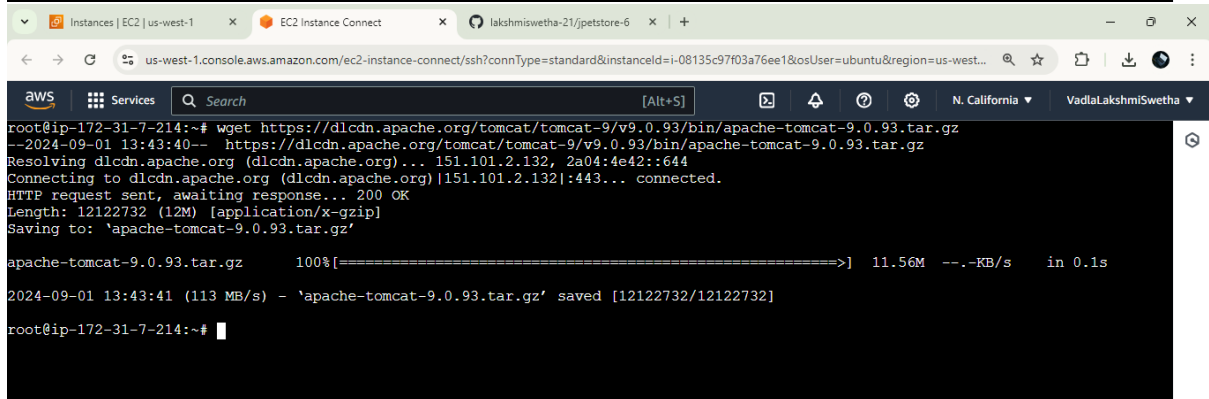 Instances | EC2 | us-west-1
EC2 Instance Connect
lakshmiswetha-21/jpetstore-6
us-west-1.console.aws.amazon.com/ec2-instance-connect/ssh?connType=standard&instanceId=i-08135c97f03a76ee1&osUser=ubuntu&region=us-west...
aws Services Search [Alt+S] N. California ▼ VadlaLakshmiSwetha ▼
root@ip-172-31-7-214:~# wget https://dlcdn.apache.org/tomcat/tomcat-9/v9.0.93/bin/apache-tomcat-9.0.93.tar.gz
--2024-09-01 13:43:40--  https://dlcdn.apache.org/tomcat/tomcat-9/v9.0.93/bin/apache-tomcat-9.0.93.tar.gz
Resolving dlcdn.apache.org (dlcdn.apache.org)... 151.101.2.132, 2a04:4e42::644
Connecting to dlcdn.apache.org (dlcdn.apache.org)|151.101.2.132|:443... connected.
HTTP request sent, awaiting response... 200 OK
Length: 12122732 (12M) [application/x-gzip]
Saving to: ‘apache-tomcat-9.0.93.tar.gz’
apache-tomcat-9.0.93.tar.gz 100%[=========================================================>] 11.56M --.-KB/s in 0.1s
2024-09-01 13:43:41 (113 MB/s) - ‘apache-tomcat-9.0.93.tar.gz’ saved [12122732/12122732]
root@ip-172-31-7-214:~#